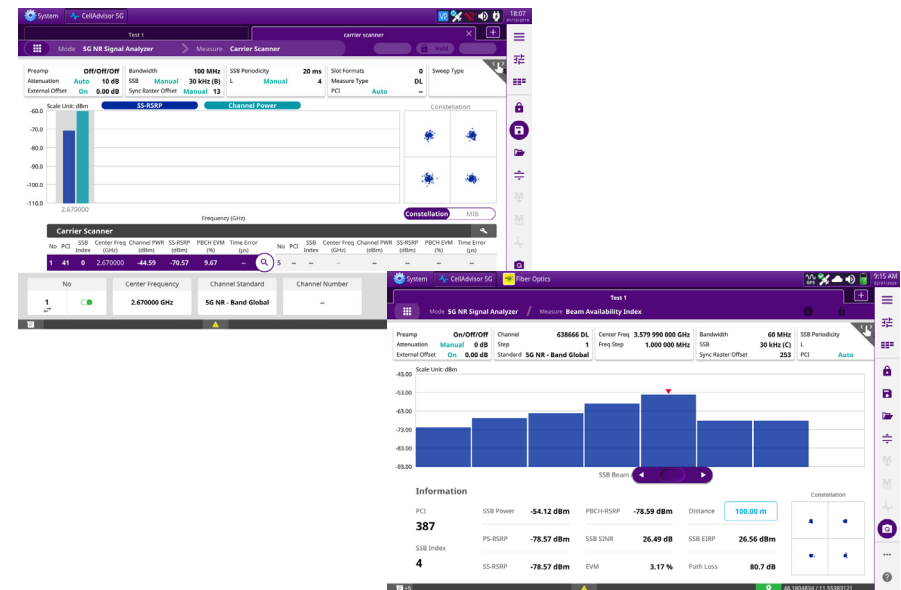 System CellAdvisor 5G 18:07
01/15/2019
Test 1 carrier scanner
Mode 5G NR Signal Analyzer Measure Carrier Scanner Hold
Preamp Off/Off/Off Bandwidth 100 MHz SSB Periodicity 20 ms Slot Formats 0 Sweep Type
Attenuation Auto 10 dB SSB Manual 30 kHz (B) L Manual 4 Measure Type DL
External Offset On 0.00 dB Sync Raster Offset Manual 13 PCI Auto --
Scale Unit: dBm SS-RSRP Channel Power Constellation
-60.0
-70.0
-80.0
-90.0
-100.0
-110.0
2.670000
Frequency (GHz)
Constellation MIB
Carrier Scanner
No PCI SSB Index Center Freq (GHz) Channel PWR (dBm) SS-RSRP (dBm) PBCH EVM (%) Time Error (μs) No PCI SSB Index Center Freq (GHz) Channel PWR (dBm) SS-RSRP (dBm) PBCH EVM (%) Time Error (μs)
1 41 0 2.670000 -44.59 -70.57 9.67 -- 5 -- -- -- -- -- -- --
No Center Frequency Channel Standard Channel Number
1 2.670000 GHz 5G NR - Band Global --
System CellAdvisor 5G Fiber Optics GPS 9:15 AM
02/01/2020
Test 1
Mode 5G NR Signal Analyzer / Measure Beam Availability Index
Preamp On/Off/Off Channel 638666 DL Center Freq 3.579 990 000 GHz Bandwidth 60 MHz SSB Periodicity
Attenuation Manual 0 dB Step 1 Freq Step 1.000 000 MHz SSB 30 kHz (C) L
External Offset On 0.00 dB Standard 5G NR - Band Global Sync Raster Offset 253 PCI Auto
Scale Unit: dBm
-43.00
-53.00
-63.00
-73.00
-83.00
-93.00
SSB Beam
Information Constellation
PCI SSB Power -54.12 dBm PBCH-RSRP -78.59 dBm Distance 100.00 m
387
PS-RSRP -78.57 dBm SSB SINR 26.49 dB SSB EIRP 26.56 dBm
SSB Index
4 SS-RSRP -78.57 dBm EVM 3.17 % Path Loss 80.7 dB
+5 48.1804834 / 11.55383121